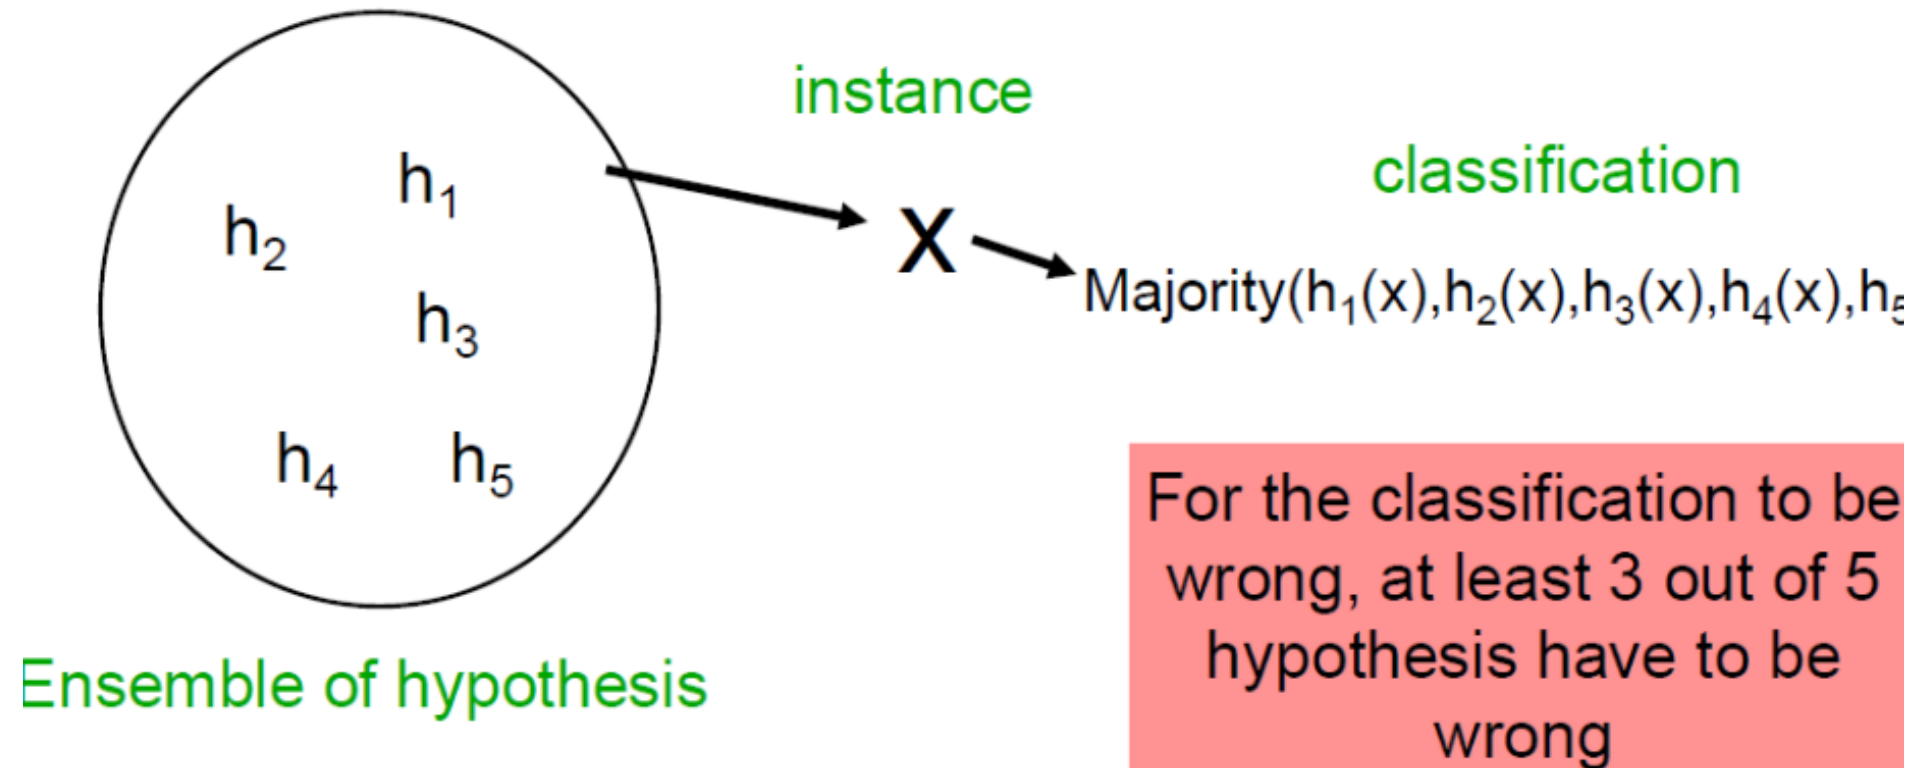 instance
classification
h₁
h₂
h₃
h₄ h₅
X
Majority(h₁(x),h₂(x),h₃(x),h₄(x),h₅
For the classification to be
wrong, at least 3 out of 5
hypothesis have to be
wrong
Ensemble of hypothesis